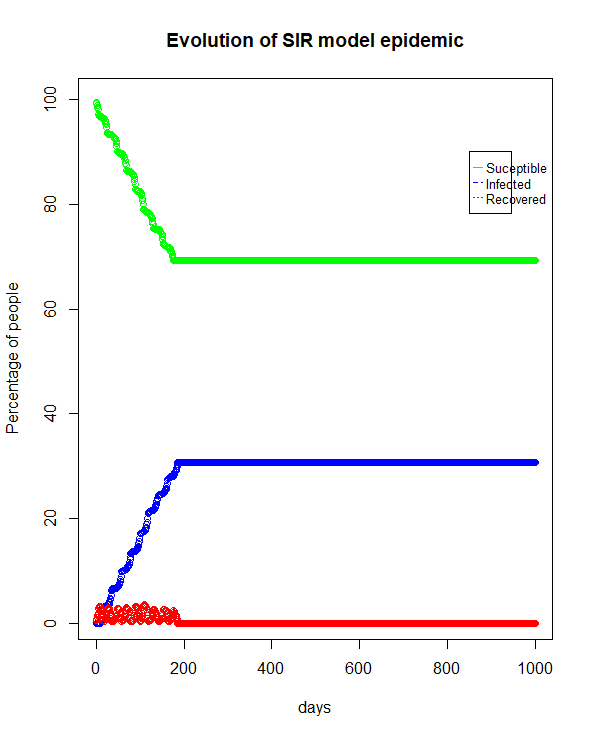 Evolution of SIR model epidemic
Percentage of people
100
80
60
40
20
0
Suceptible
Infected
Recovered
0 200 400 600 800 1000
days